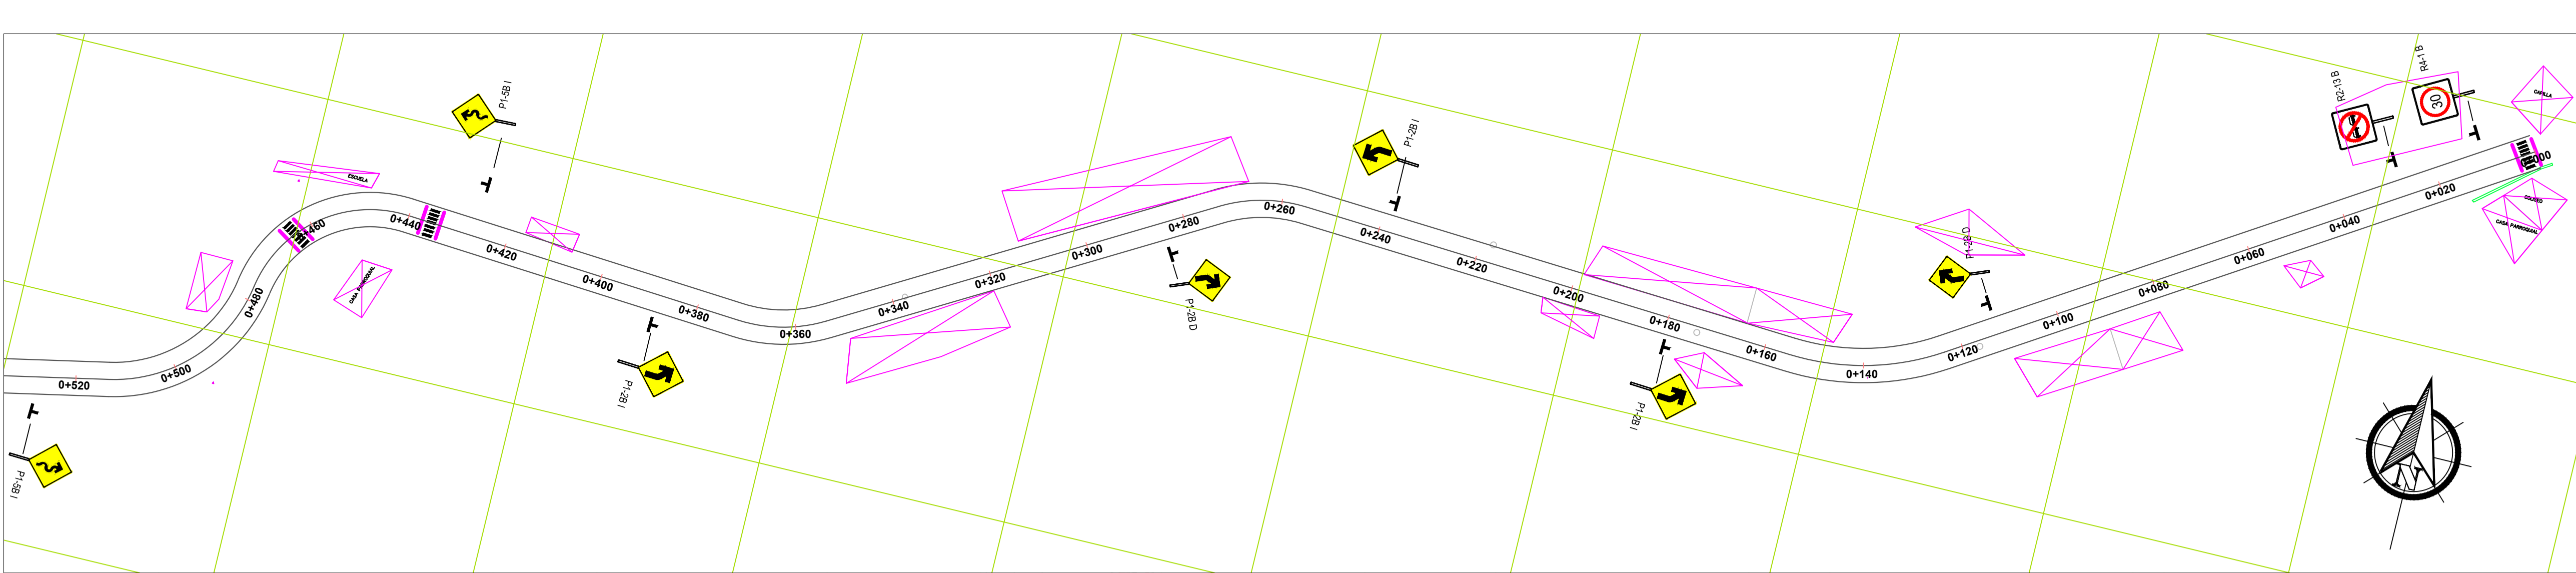 P1-5B I
P1-2B I
R2-13 B
R4-1 B
30
CAPILLA
ESCUELA
P1-2B D
COLISEO
CASA PARROQUIAL
CASA PARROQUIAL
0+520
0+500
0+480
0+460
0+440
0+420
0+400
0+380
0+360
0+340
0+320
0+300
0+280
0+260
0+240
0+220
0+200
0+180
0+160
0+140
0+120
0+100
0+080
0+060
0+040
0+020
0+000
P1-5B I
P1-2B I
P1-2B D
P1-2B I
N